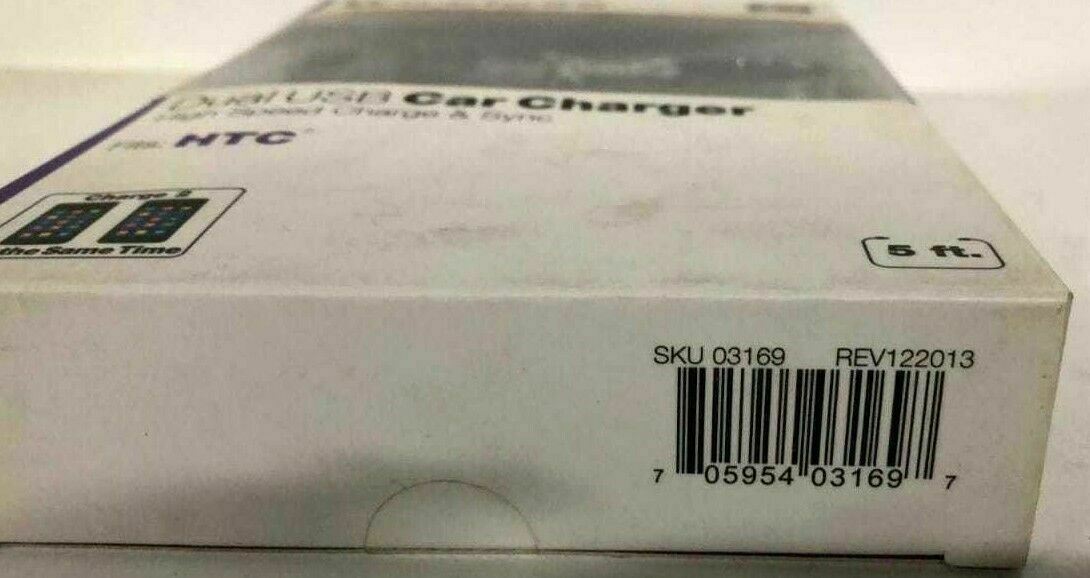 Dual USB Car Charger
High Speed Charge & Sync
Fits: HTC
Charge 2
the Same Time
5 ft.
SKU 03169 REV122013
7 05954 03169 7